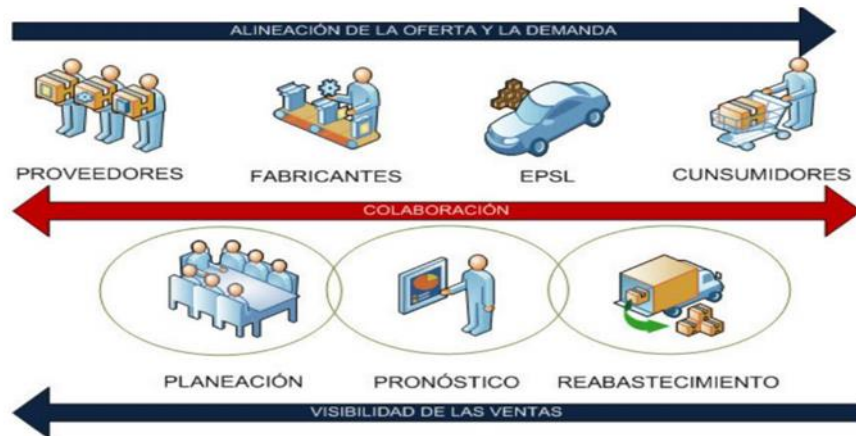 ALINEACIÓN DE LA OFERTA Y LA DEMANDA
PROVEEDORES FABRICANTES EPSL CUNSUMIDORES
COLABORACIÓN
PLANEACIÓN PRONÓSTICO REABASTECIMIENTO
VISIBILIDAD DE LAS VENTAS